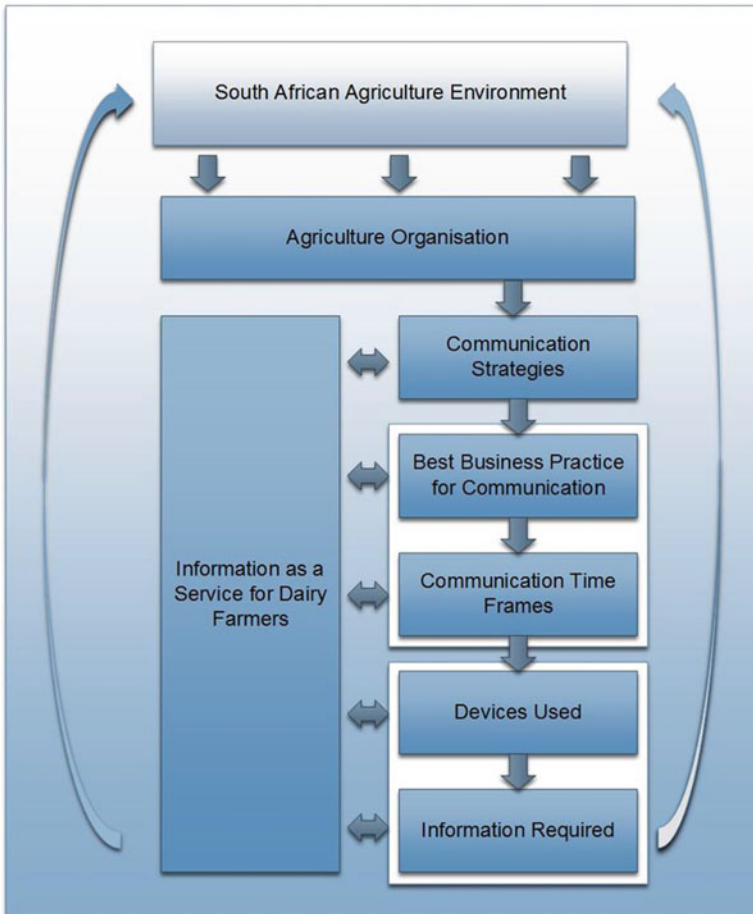 South African Agriculture Environment
Agriculture Organisation
Communication
Strategies
Best Business Practice
for Communication
Information as a
Service for Dairy
Farmers
Communication Time
Frames
Devices Used
Information Required